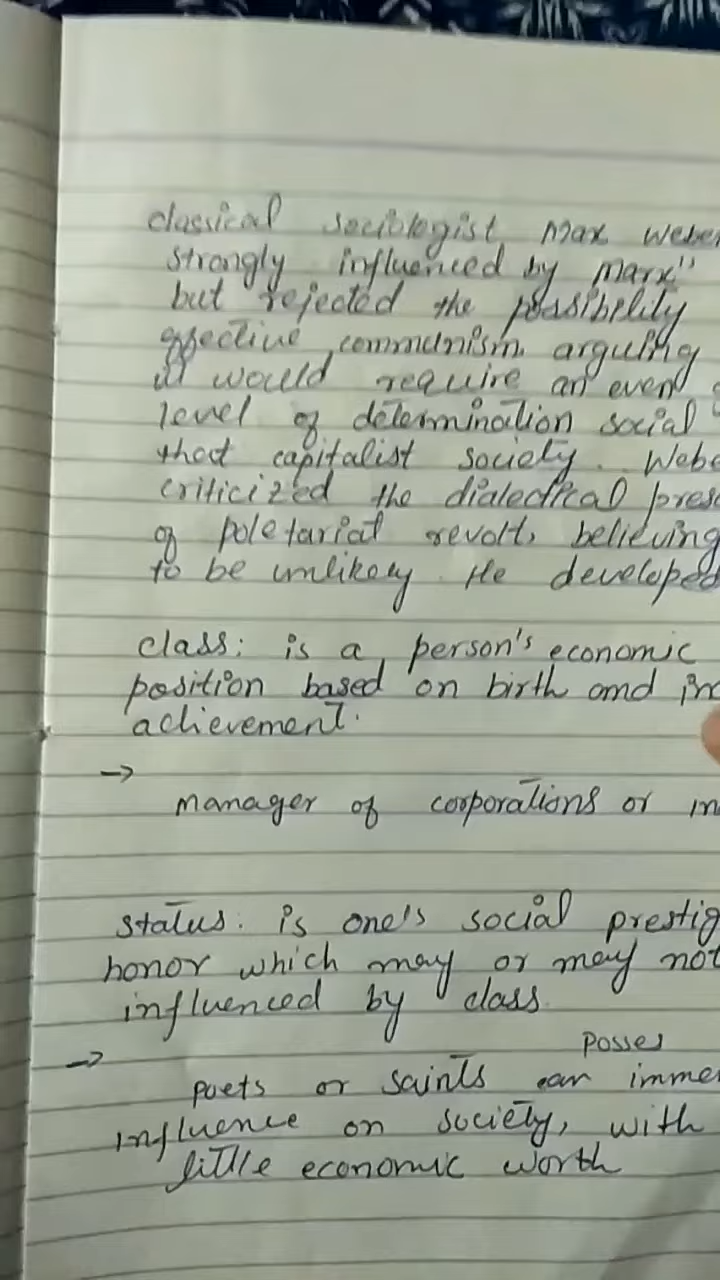 classical sociologist Max Weber
strongly influenced by marx"
but rejected the possibility
effective communism arguing
it would require an even
level of determination social
that capitalist society. Webe
criticized the dialectical pres
of poletarial revolt, believing
to be unlikely. He developed
class: is a person's economic
position based on birth and in
achievement.
→
manager of corporations or in
status: is one's social prestig
honor which may or may not
influenced by class
→ posses
poets or saints can imme
influence on society, with
little economic worth